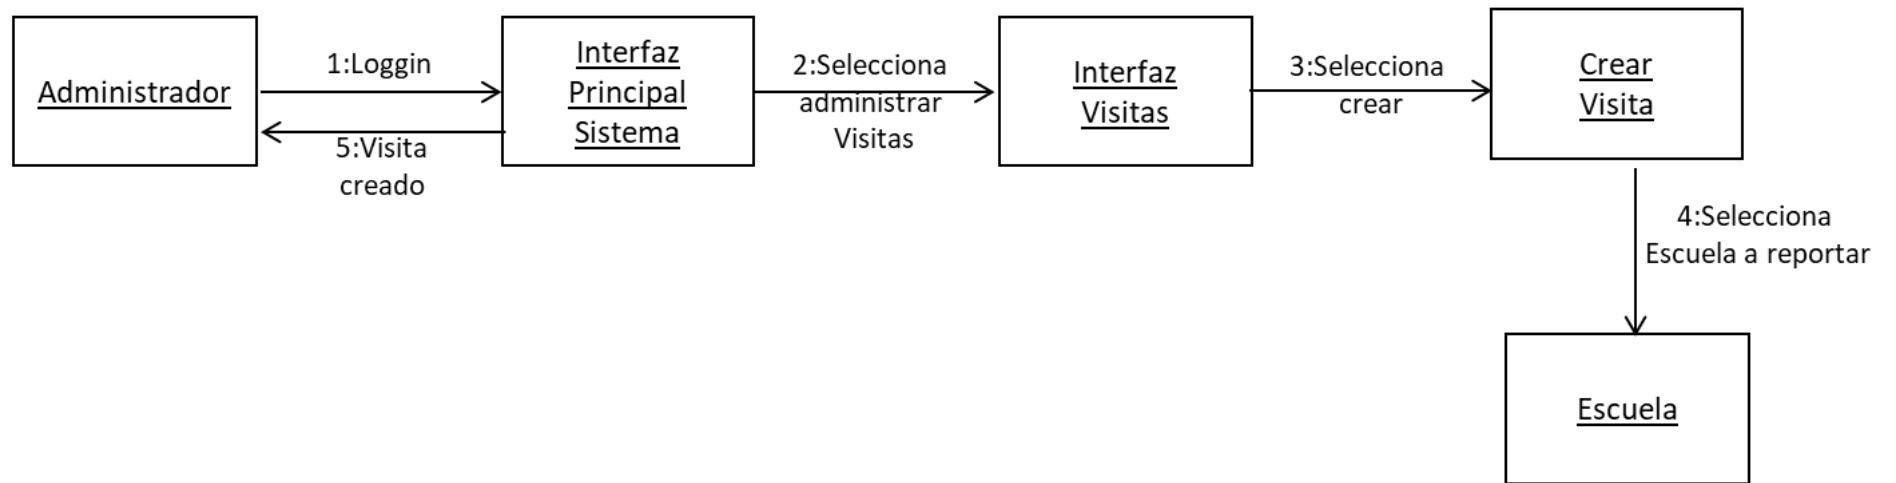 Administrador
1:Loggin
5:Visita
creado
Interfaz
Principal
Sistema
2:Selecciona
administrar
Visitas
Interfaz
Visitas
3:Selecciona
crear
Crear
Visita
4:Selecciona
Escuela a reportar
Escuela